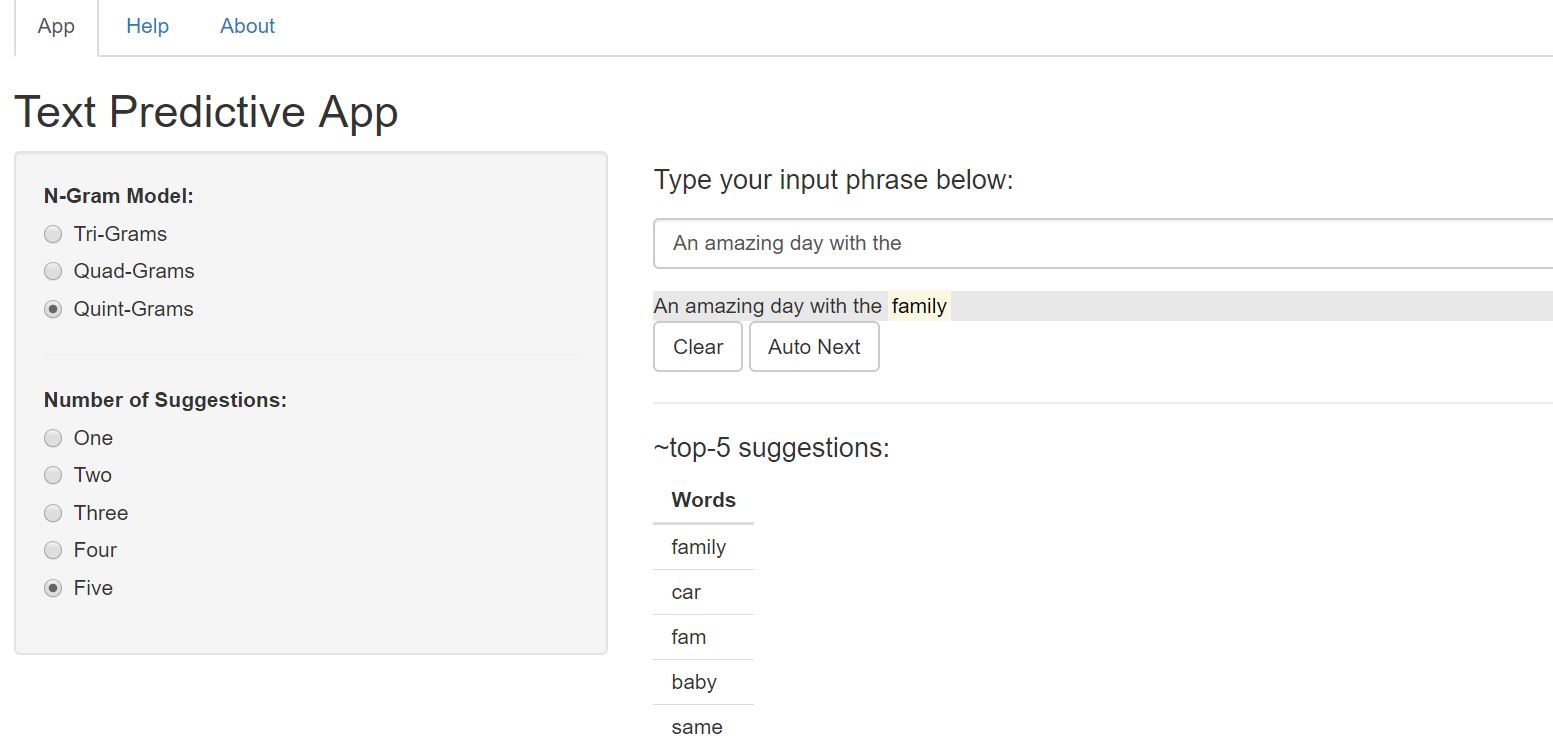 App Help About
Text Predictive App
N-Gram Model:
Tri-Grams
Quad-Grams
Quint-Grams
Number of Suggestions:
One
Two
Three
Four
Five
Type your input phrase below:
An amazing day with the
An amazing day with the family
Clear Auto Next
~top-5 suggestions:
Words
family
car
fam
baby
same